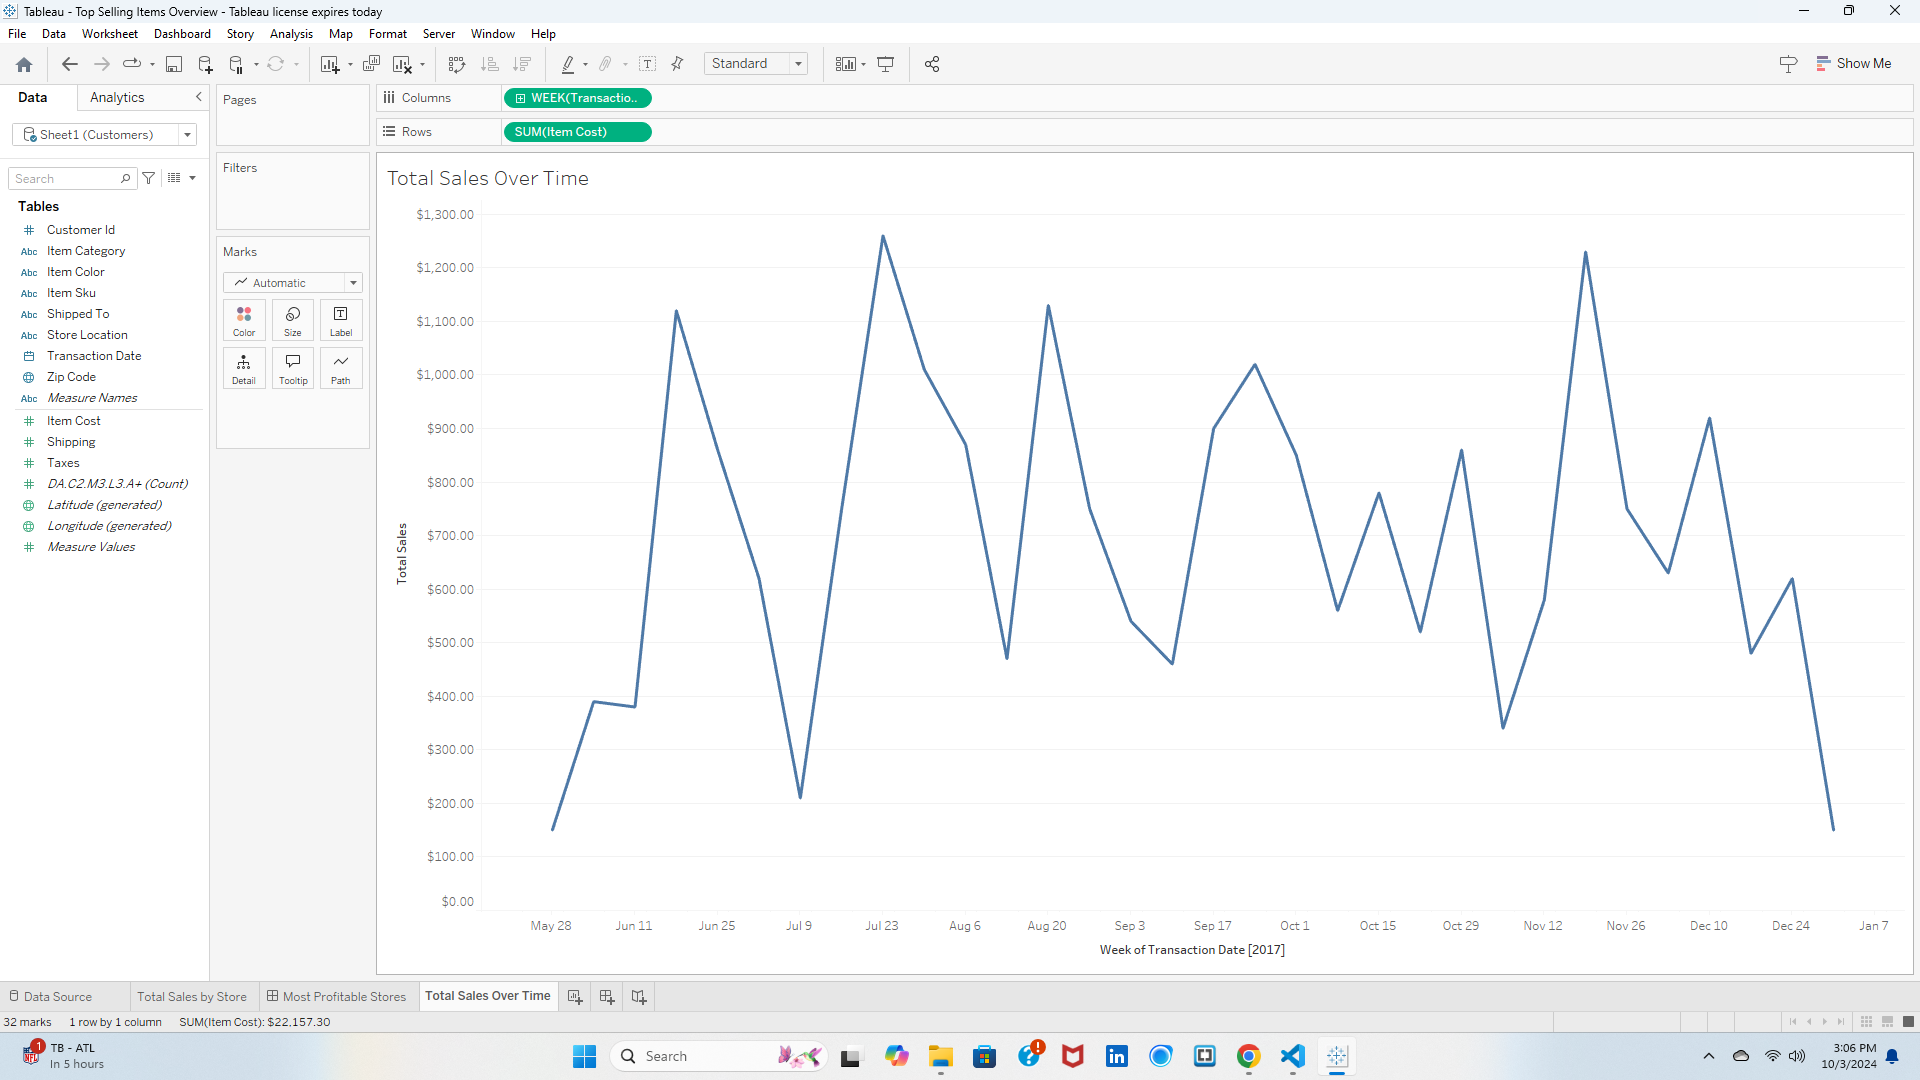 Tableau - Top Selling Items Overview - Tableau license expires today
File Data Worksheet Dashboard Story Analysis Map Format Server Window Help
Standard
Show Me
Data Analytics
Sheet1 (Customers)
Search
Tables
Customer Id
Abc Item Category
Abc Item Color
Abc Item Sku
Abc Shipped To
Abc Store Location
Transaction Date
Zip Code
Abc Measure Names
Item Cost
Shipping
Taxes
DA.C2.M3.L3.A+ (Count)
Latitude (generated)
Longitude (generated)
Measure Values
Pages
Filters
Marks
Automatic
Color Size Label
Detail Tooltip Path
Columns WEEK(Transactio..
Rows SUM(Item Cost)
Total Sales Over Time
$1,300.00
$1,200.00
$1,100.00
$1,000.00
$900.00
$800.00
$700.00
$600.00
$500.00
$400.00
$300.00
$200.00
$100.00
$0.00
Total Sales
May 28 Jun 11 Jun 25 Jul 9 Jul 23 Aug 6 Aug 20 Sep 3 Sep 17 Oct 1 Oct 15 Oct 29 Nov 12 Nov 26 Dec 10 Dec 24 Jan 7
Week of Transaction Date [2017]
Data Source Total Sales by Store Most Profitable Stores Total Sales Over Time
32 marks 1 row by 1 column SUM(Item Cost): $22,157.30
1
TB - ATL
In 5 hours
Search
3:06 PM
10/3/2024